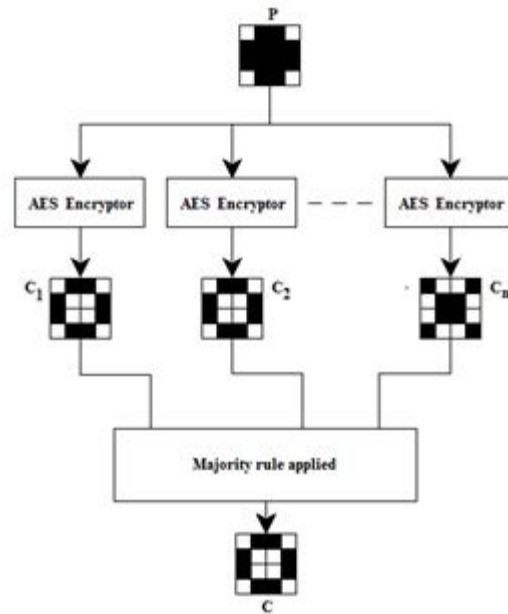 P
AES Encryptor
AES Encryptor
AES Encryptor
C1
C2
Cn
Majority rule applied
C